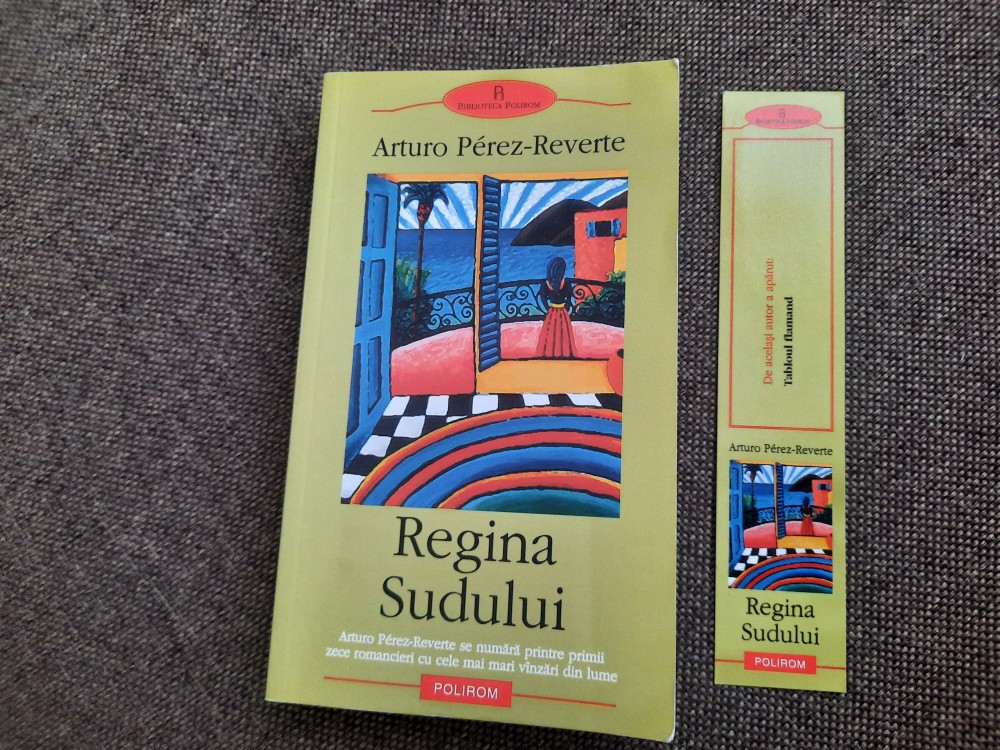 BIBLIOTECA POLIROM
Arturo Pérez-Reverte
Regina
Sudului
Arturo Pérez-Reverte se numără printre primii
zece romancieri cu cele mai mari vînzări din lume
POLIROM
BIBLIOTECA POLIROM
De același autor a apărut:
Tabloul flamand
Arturo Pérez-Reverte
Regina
Sudului
POLIROM